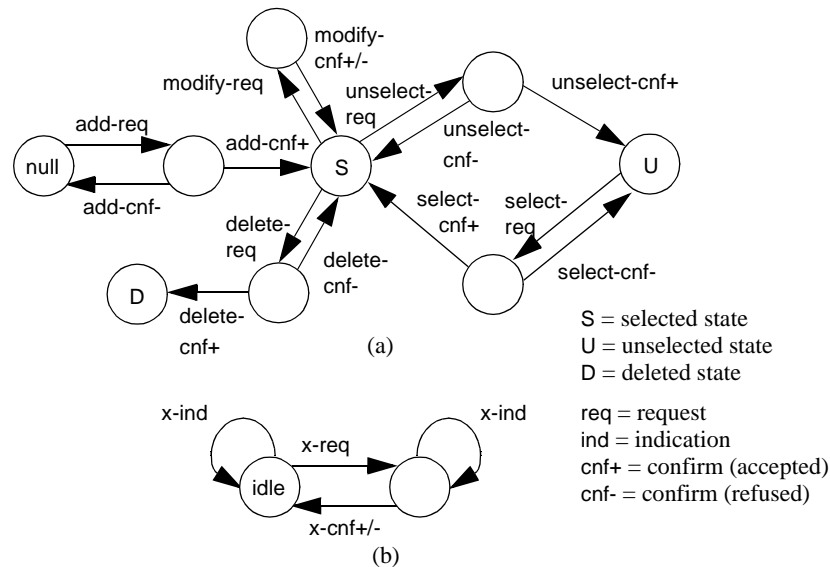 modify-
cnf+/-
modify-req
unselect-
req
unselect-cnf+
add-req
add-cnf+
unselect-
cnf-
null
S
U
add-cnf-
select-
cnf+
select-
req
delete-
req
delete-
cnf-
select-cnf-
D
delete-
cnf+
(a)
S = selected state
U = unselected state
D = deleted state
x-ind
x-req
x-ind
idle
x-cnf+/-
(b)
req = request
ind = indication
cnf+ = confirm (accepted)
cnf- = confirm (refused)